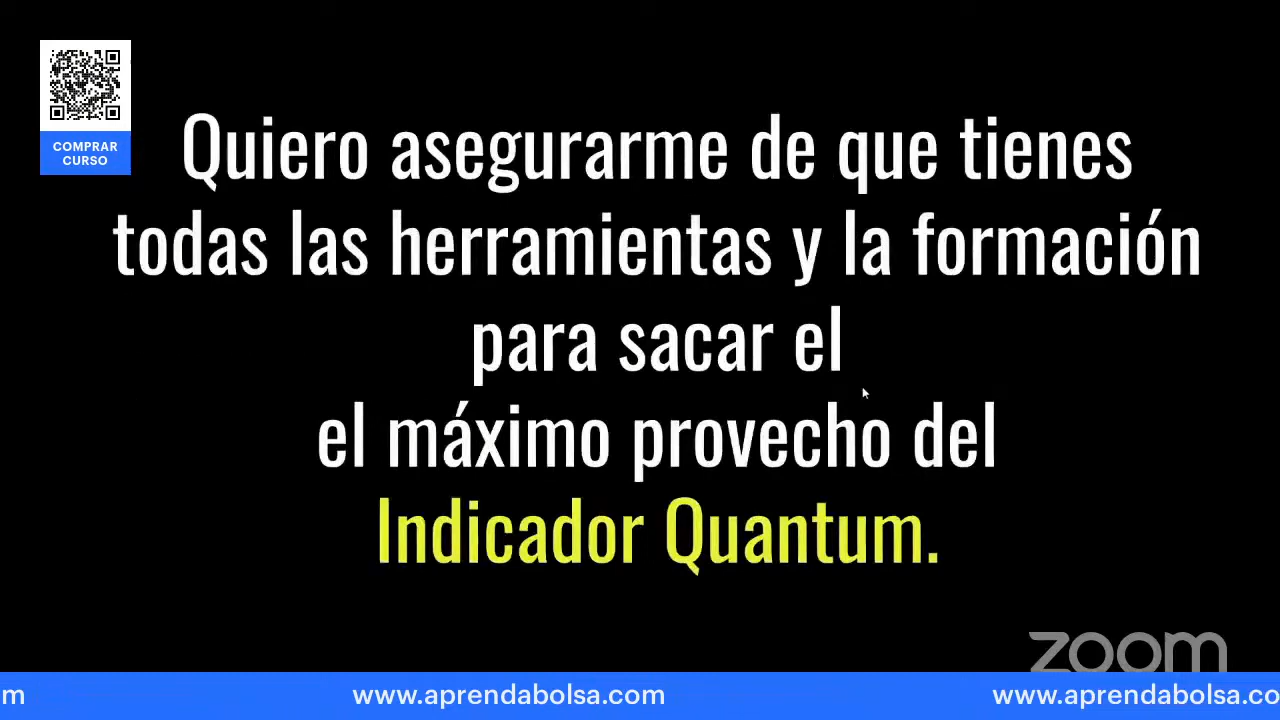 COMPRAR
CURSO
Quiero asegurarme de que tienes
todas las herramientas y la formación
para sacar el
el máximo provecho del
Indicador Quantum.
zoom
m www.aprendabolsa.com www.aprendabolsa.co